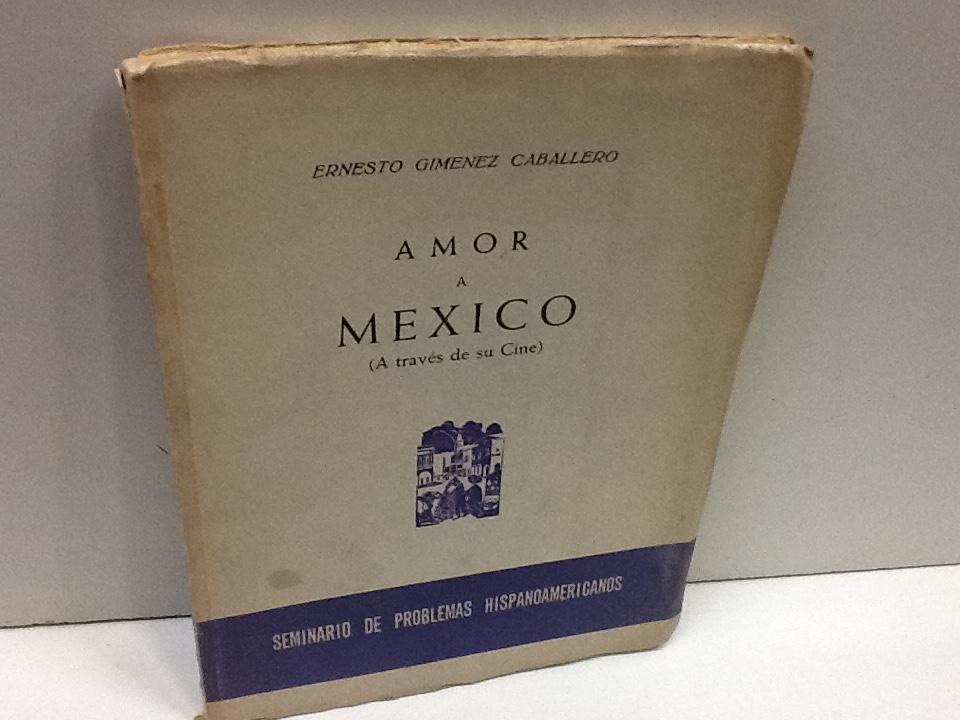 ERNESTO GIMENEZ CABALLERO
AMOR
A
MEXICO
(A través de su Cine)
SEMINARIO DE PROBLEMAS HISPANOAMERICANOS